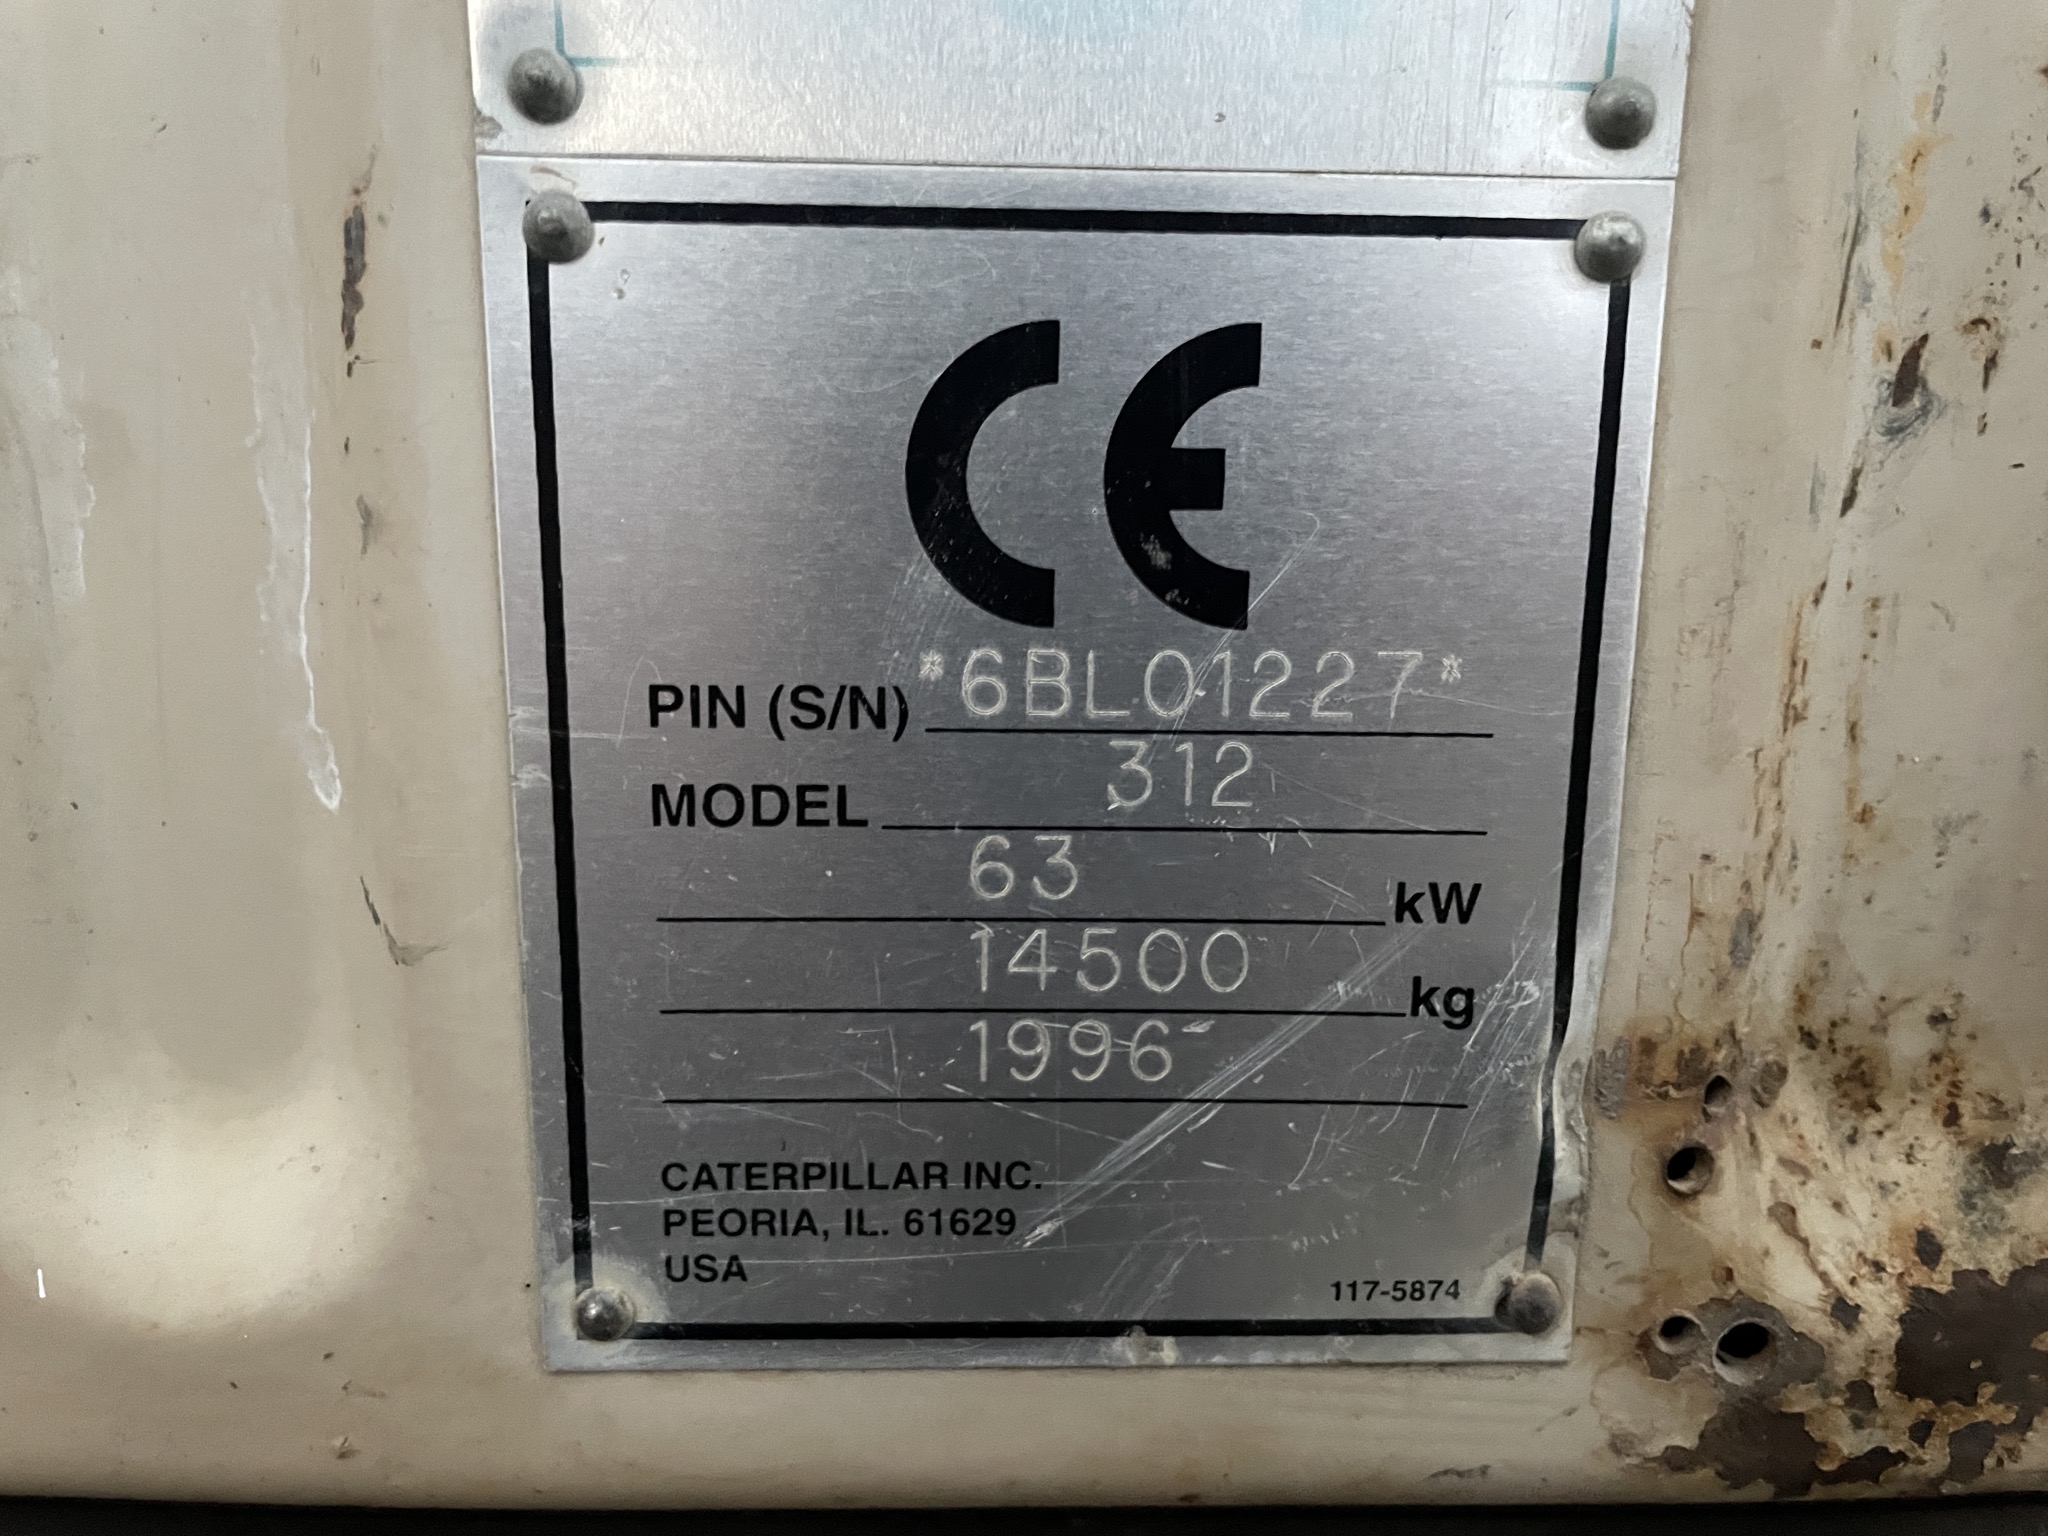 CE
PIN (S/N) *6BL01227*
MODEL 312
63 kW
14500 kg
1996
CATERPILLAR INC.
PEORIA, IL. 61629
USA
117-5874